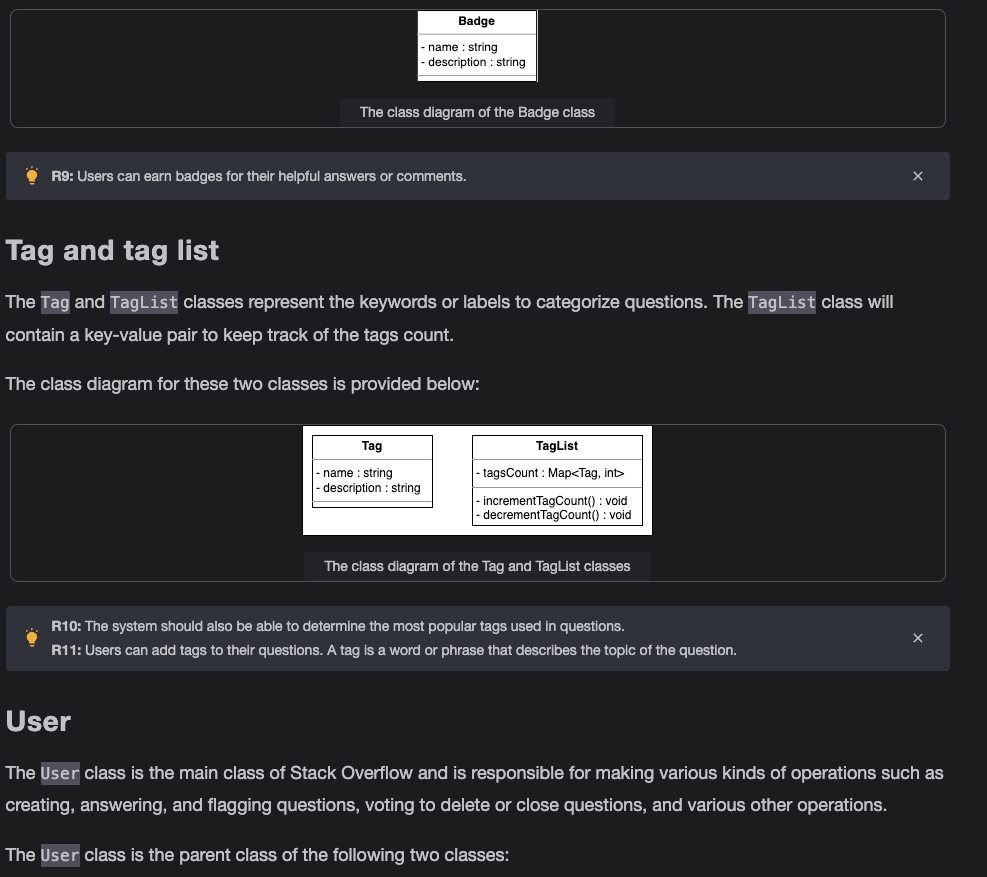 Badge
- name : string
- description : string
The class diagram of the Badge class
R9: Users can earn badges for their helpful answers or comments.
Tag and tag list
The Tag and TagList classes represent the keywords or labels to categorize questions. The TagList class will
contain a key-value pair to keep track of the tags count.
The class diagram for these two classes is provided below:
Tag
- name : string
- description : string
TagList
- tagsCount : Map<Tag, int>
- incrementTagCount() : void
- decrementTagCount() : void
The class diagram of the Tag and TagList classes
R10: The system should also be able to determine the most popular tags used in questions.
R11: Users can add tags to their questions. A tag is a word or phrase that describes the topic of the question.
User
The User class is the main class of Stack Overflow and is responsible for making various kinds of operations such as
creating, answering, and flagging questions, voting to delete or close questions, and various other operations.
The User class is the parent class of the following two classes: